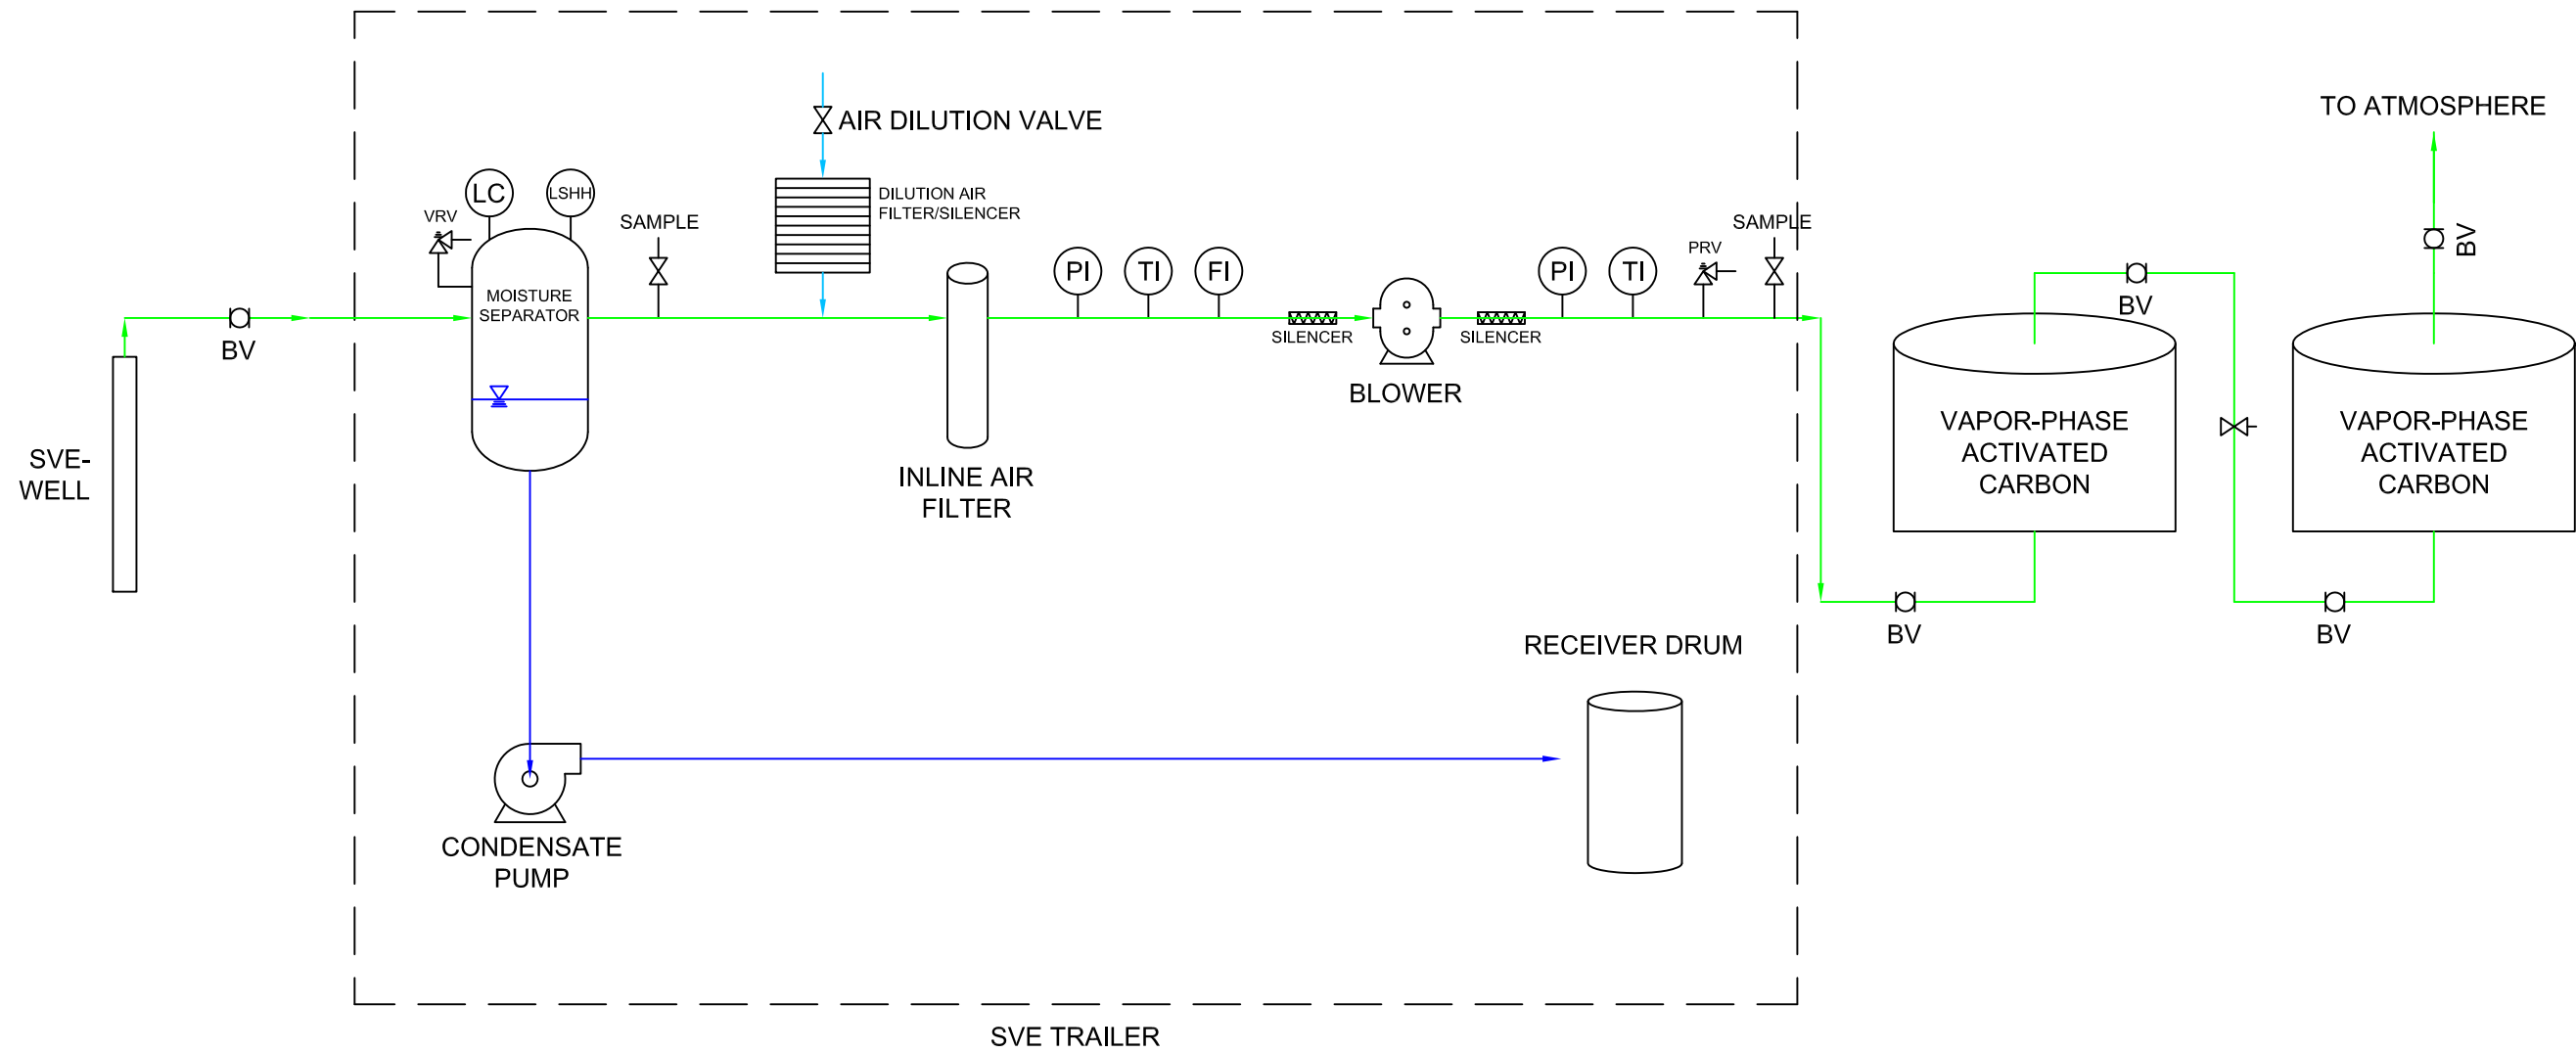 TO ATMOSPHERE
AIR DILUTION VALVE
LC
LSHH
DILUTION AIR
FILTER/SILENCER
VRV
SAMPLE
SAMPLE
PRV
BV
PI
TI
FI
PI
TI
MOISTURE
SEPARATOR
BV
BV
SILENCER
SILENCER
BLOWER
VAPOR-PHASE
ACTIVATED
CARBON
VAPOR-PHASE
ACTIVATED
CARBON
SVE-
WELL
INLINE AIR
FILTER
BV
BV
RECEIVER DRUM
CONDENSATE
PUMP
SVE TRAILER